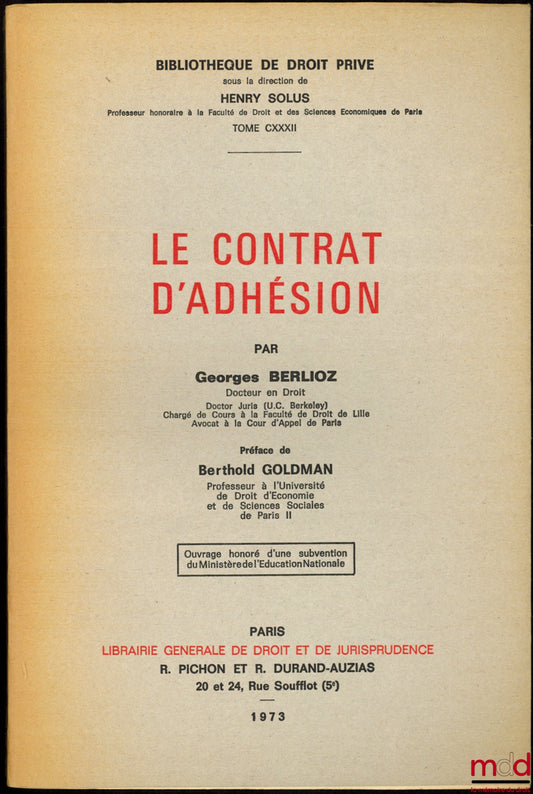 BIBLIOTHEQUE DE DROIT PRIVE
sous la direction de
HENRY SOLUS
Professeur honoraire à la Faculté de Droit et des Sciences Economiques de Paris
TOME CXXXII
LE CONTRAT
D'ADHÉSION
PAR
Georges BERLIOZ
Docteur en Droit
Doctor Juris (U.C. Berkeley)
Chargé de Cours à la Faculté de Droit de Lille
Avocat à la Cour d'Appel de Paris
Préface de
Berthold GOLDMAN
Professeur à l'Université
de Droit d'Economie
et de Sciences Sociales
de Paris II
Ouvrage honoré d'une subvention
du Ministère de l'Education Nationale
PARIS
LIBRAIRIE GENERALE DE DROIT ET DE JURISPRUDENCE
R. PICHON ET R. DURAND-AUZIAS
20 et 24, Rue Soufflot (5e)
1973
mdd